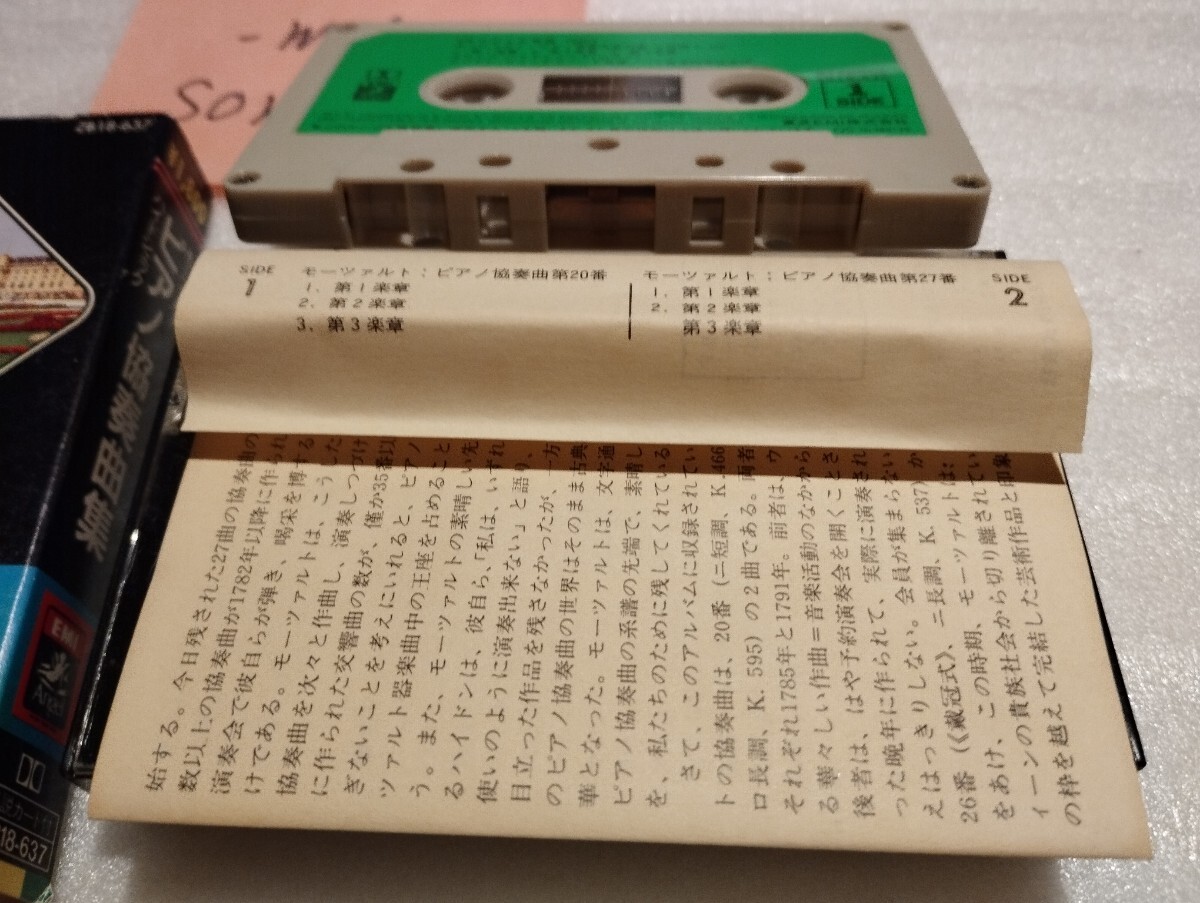 - W
SOX
ZB18-637
SIDE
1
SIDE
1
モーツァルト：ピアノ協奏曲第20番
1. 第1楽章
2. 第2楽章
3. 第3楽章
モーツァルト：ピアノ協奏曲第27番
1. 第1楽章
2. 第2楽章
第3楽章
SIDE
2
始する。今日残された27曲の協奏曲の
数以上の協奏曲が1782年以降に作られ
演奏会で彼自らが弾き、喝采を博する
けである。モーツァルトは、こうした
協奏曲を次々と作曲し、演奏しつづけ
に作られた交響曲の数が、僅か35番以
ぎないことを考えにいれると、ピアノ
ツァルト器楽曲中の王座を占めること
う。また、モーツァルトの素晴しい先
るハイドンは、彼自ら、「私は、いずれ
使いのように演奏出来ない」と語り、
目立った作品を残さなかったが、一方
のピアノ協奏曲の世界はそのまま古典
華となった。モーツァルトは、文字通
ピアノ協奏曲の系譜の先端で、素晴し
を、私たちのために残してくれている
さて、このアルバムに収録されてい
トの協奏曲は、20番（ニ短調、K.466
ロ長調、K. 595）の2曲である。両者
それぞれ1785年と1791年。前者は、ウ
る華々しい作曲＝音楽活動のなかから
後者は、はや予約演奏会を開くことさ
った晩年に作られて、実際に演奏され
えはっきりしない。会員が集まらない
26番（《戴冠式》、ニ長調、K. 537）か
をあけ、この時期、モーツァルトは
ィーンの貴族社会から切り離されてい
の枠を越えて完結した芸術作品と印象
EMI
Angel
18-637